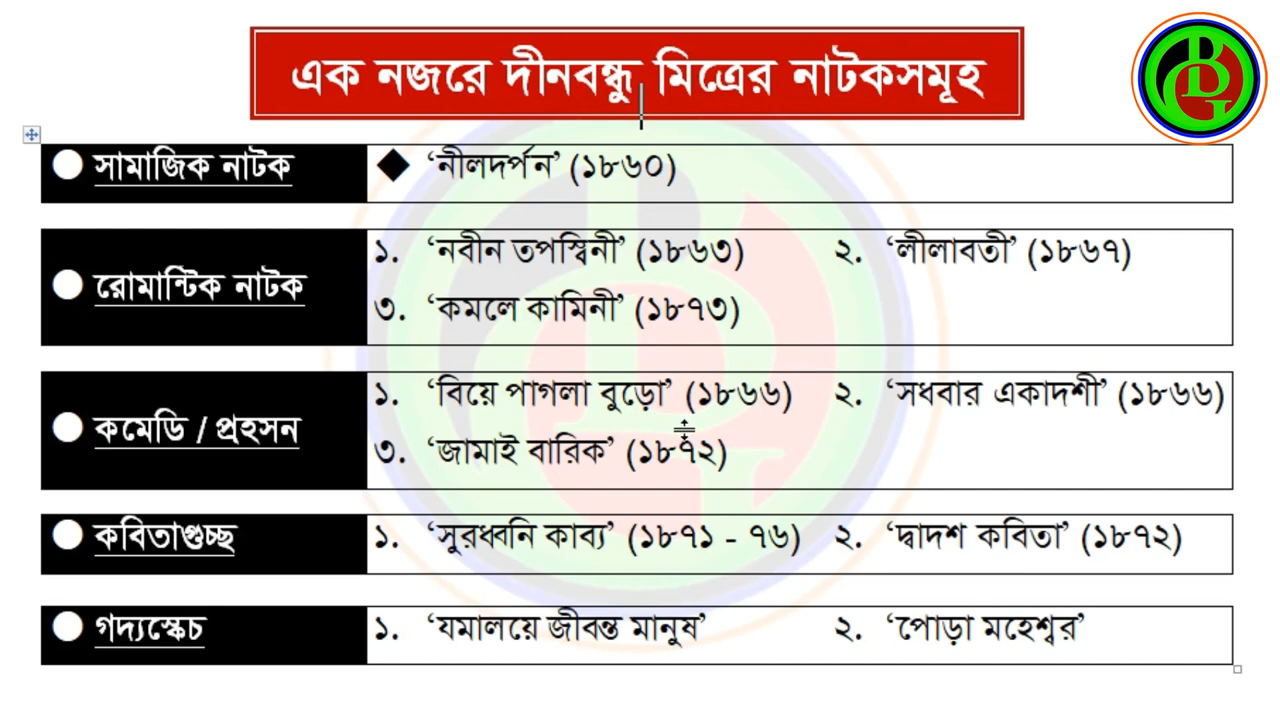 এক নজরে দীনবন্ধু মিত্রের নাটকসমূহ
সামাজিক নাটক
◆ ‘নীলদর্পন’ (১৮৬০)
রোমান্টিক নাটক
১. ‘নবীন তপস্বিনী’ (১৮৬৩) ২. ‘লীলাবতী’ (১৮৬৭)
৩. ‘কমলে কামিনী’ (১৮৭৩)
কমেডি / প্রহসন
১. ‘বিয়ে পাগলা বুড়ো’ (১৮৬৬) ২. ‘সধবার একাদশী’ (১৮৬৬)
৩. ‘জামাই বারিক’ (১৮৭২)
কবিতাগুচ্ছ
১. ‘সুরধ্বনি কাব্য’ (১৮৭১ - ৭৬) ২. ‘দ্বাদশ কবিতা’ (১৮৭২)
গদ্যস্কেচ
১. ‘যমালয়ে জীবন্ত মানুষ’ ২. ‘পোড়া মহেশ্বর’